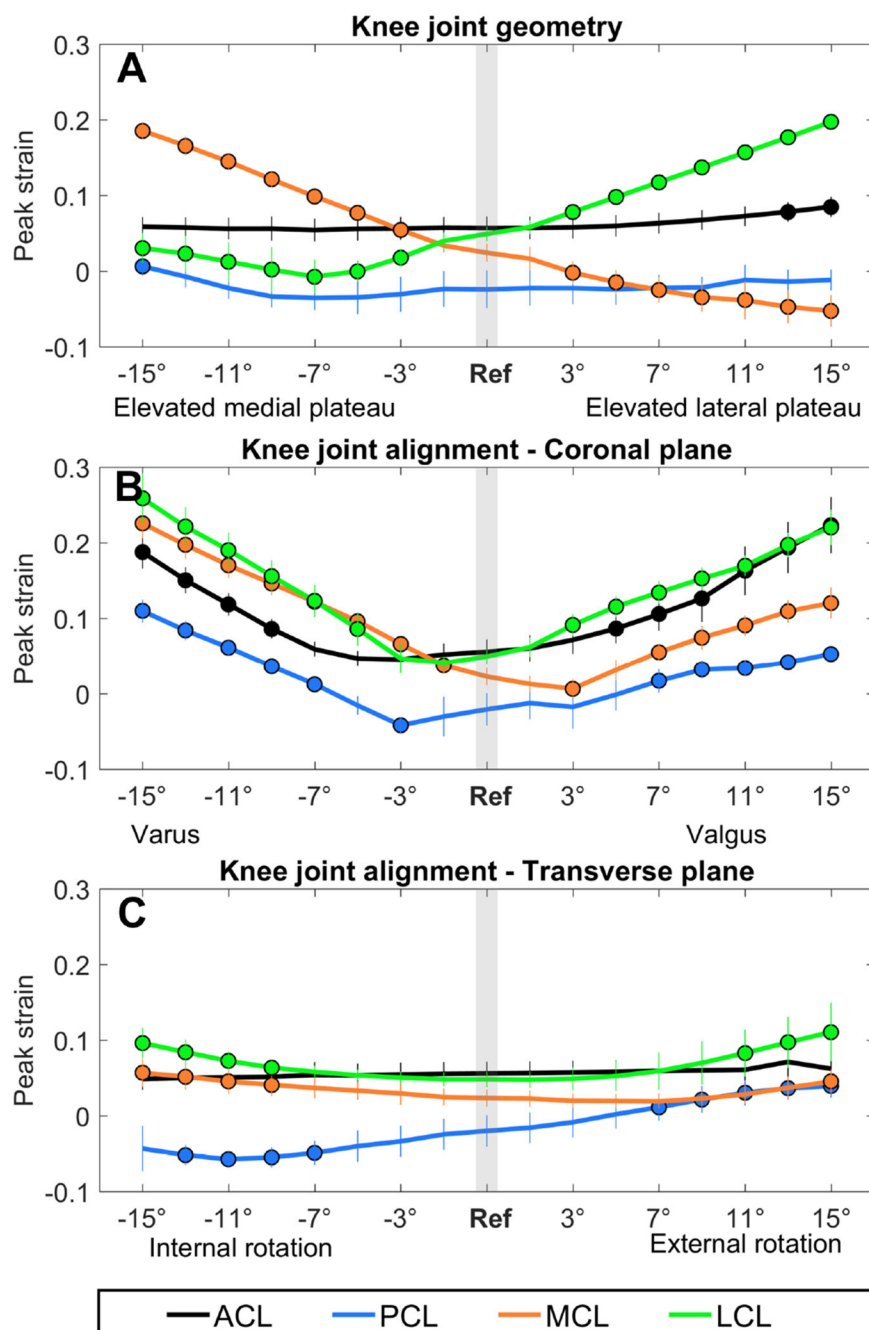 Knee joint geometry
A
0.3
0.2
0.1
0
-0.1
Peak strain
-15° -11° -7° -3° Ref 3° 7° 11° 15°
Elevated medial plateau Elevated lateral plateau
Knee joint alignment - Coronal plane
B
0.3
0.2
0.1
0
-0.1
Peak strain
-15° -11° -7° -3° Ref 3° 7° 11° 15°
Varus Valgus
Knee joint alignment - Transverse plane
C
0.3
0.2
0.1
0
-0.1
Peak strain
-15° -11° -7° -3° Ref 3° 7° 11° 15°
Internal rotation External rotation
ACL PCL MCL LCL